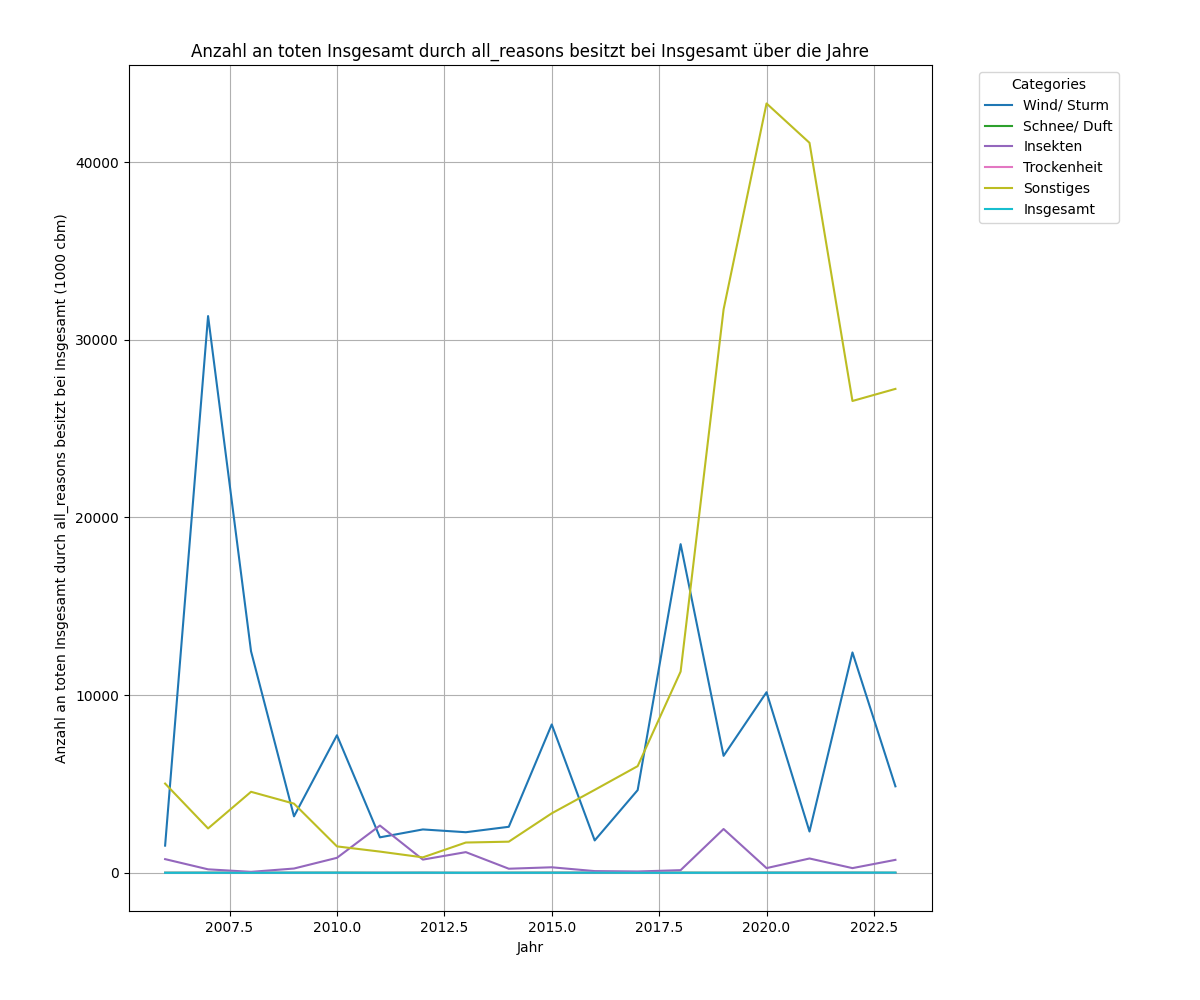 Anzahl an toten Insgesamt durch all_reasons besitzt bei Insgesamt über die Jahre
Categories
Wind/ Sturm
Schnee/ Duft
Insekten
Trockenheit
Sonstiges
Insgesamt
Anzahl an toten Insgesamt durch all_reasons besitzt bei Insgesamt (1000 cbm)
40000
30000
20000
10000
0
2007.5 2010.0 2012.5 2015.0 2017.5 2020.0 2022.5
Jahr